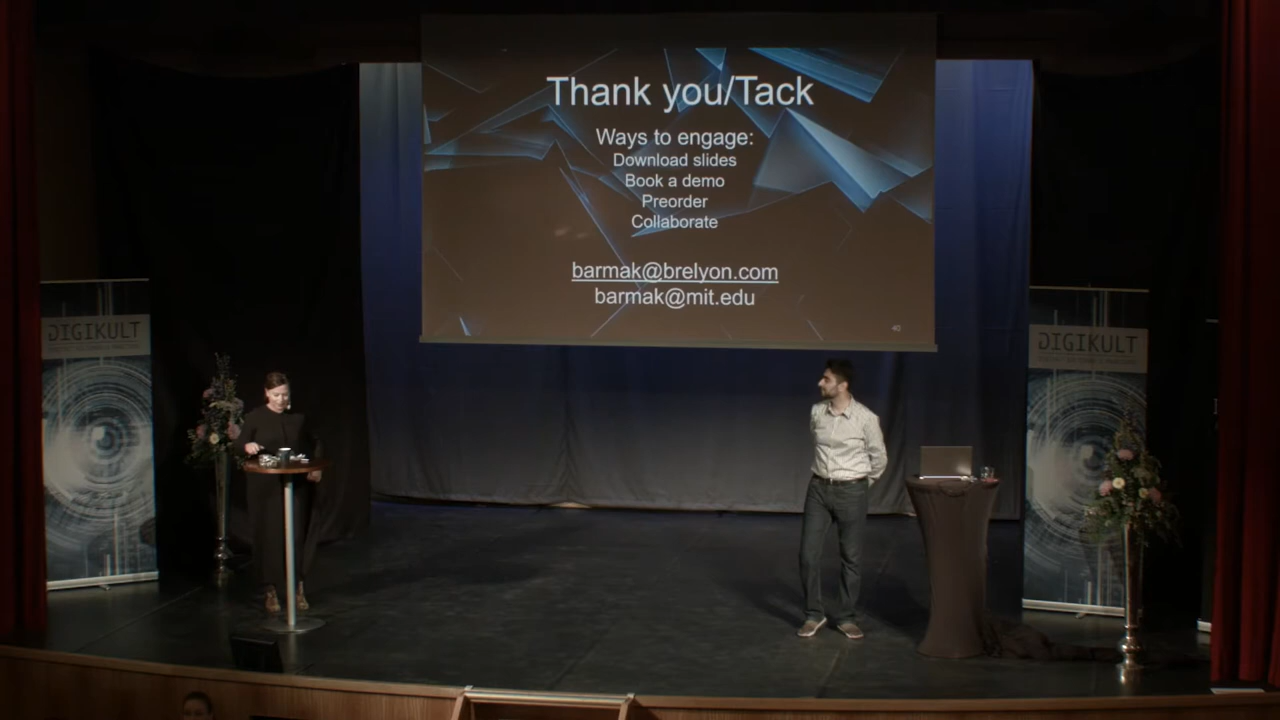 Thank you/Tack
Ways to engage:
Download slides
Book a demo
Preorder
Collaborate
barmak@brelyon.com
barmak@mit.edu
40
DIGIKULT
DIGIKULT